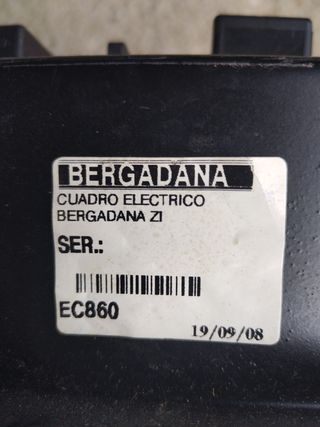 BERGADANA
CUADRO ELECTRICO
BERGADANA ZI
SER.:
EC860
19/09/08